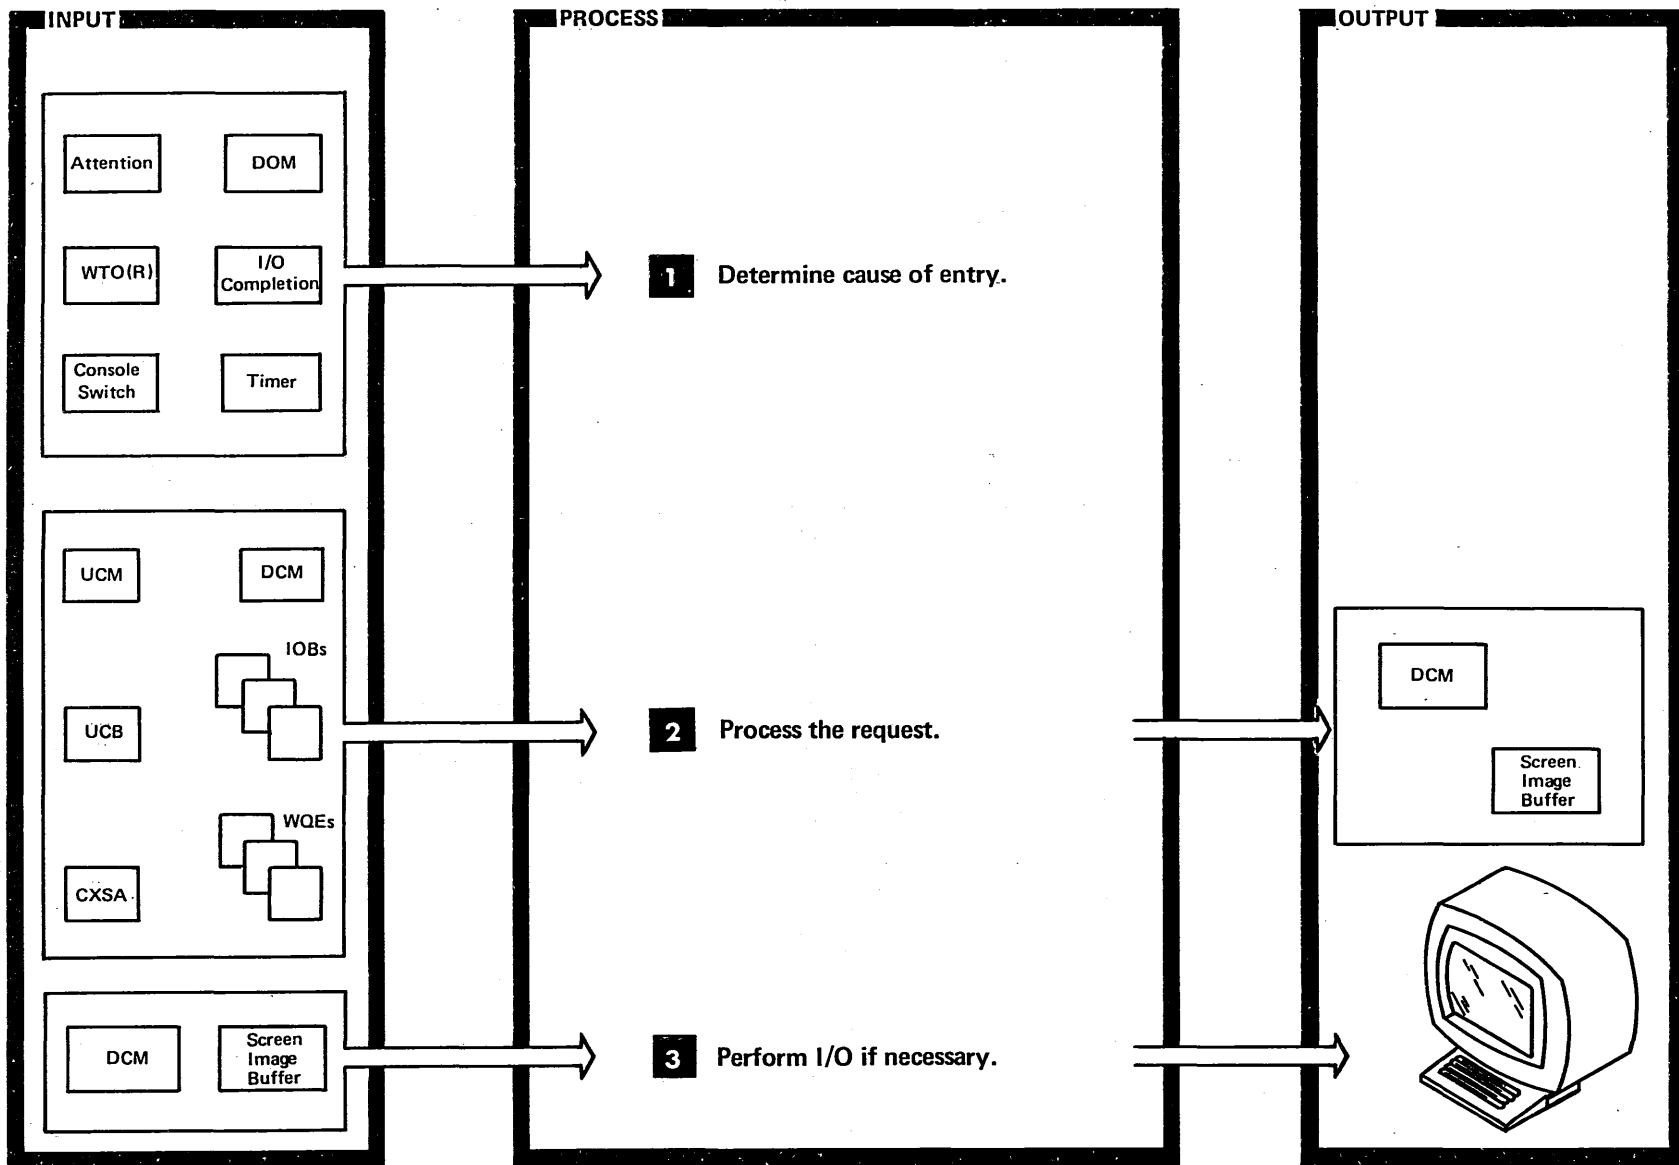 INPUT
PROCESS
OUTPUT
Attention
DOM
WTO(R)
I/O
Completion
Console
Switch
Timer
1 Determine cause of entry.
UCM
DCM
IOBs
UCB
WQEs
CXSA
2 Process the request.
DCM
Screen
Image
Buffer
DCM
Screen
Image
Buffer
3 Perform I/O if necessary.